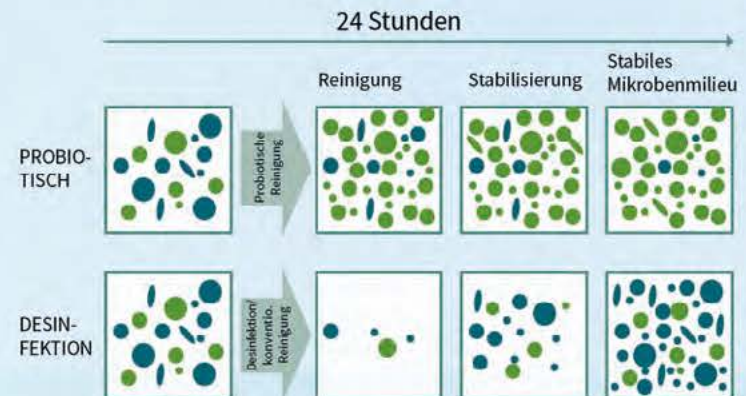 24 Stunden
Reinigung
Stabilisierung
Stabiles
Mikrobenmilieu
PROBIO-
TISCH
Probiotische
Reinigung
DESIN-
FEKTION
Desinfektion/
konventio.
Reinigung